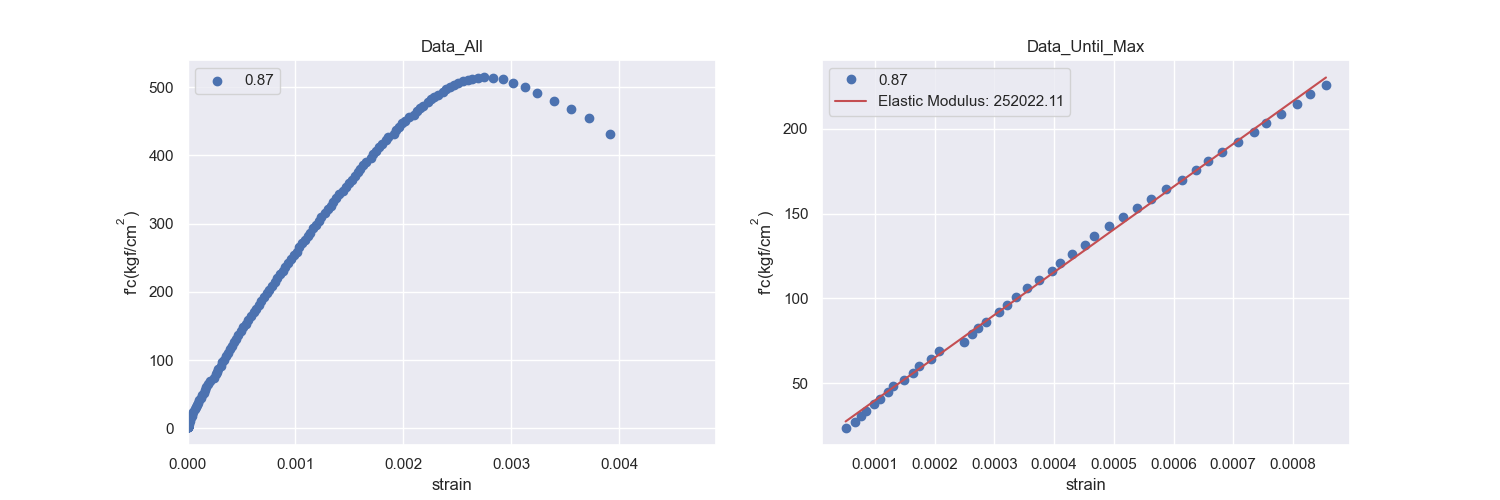 Data_All
0.87
500
400
300
200
100
0
f'c(kgf/cm²)
0.000 0.001 0.002 0.003 0.004
strain
Data_Until_Max
0.87
Elastic Modulus: 252022.11
200
150
100
50
f'c(kgf/cm²)
0.0001 0.0002 0.0003 0.0004 0.0005 0.0006 0.0007 0.0008
strain